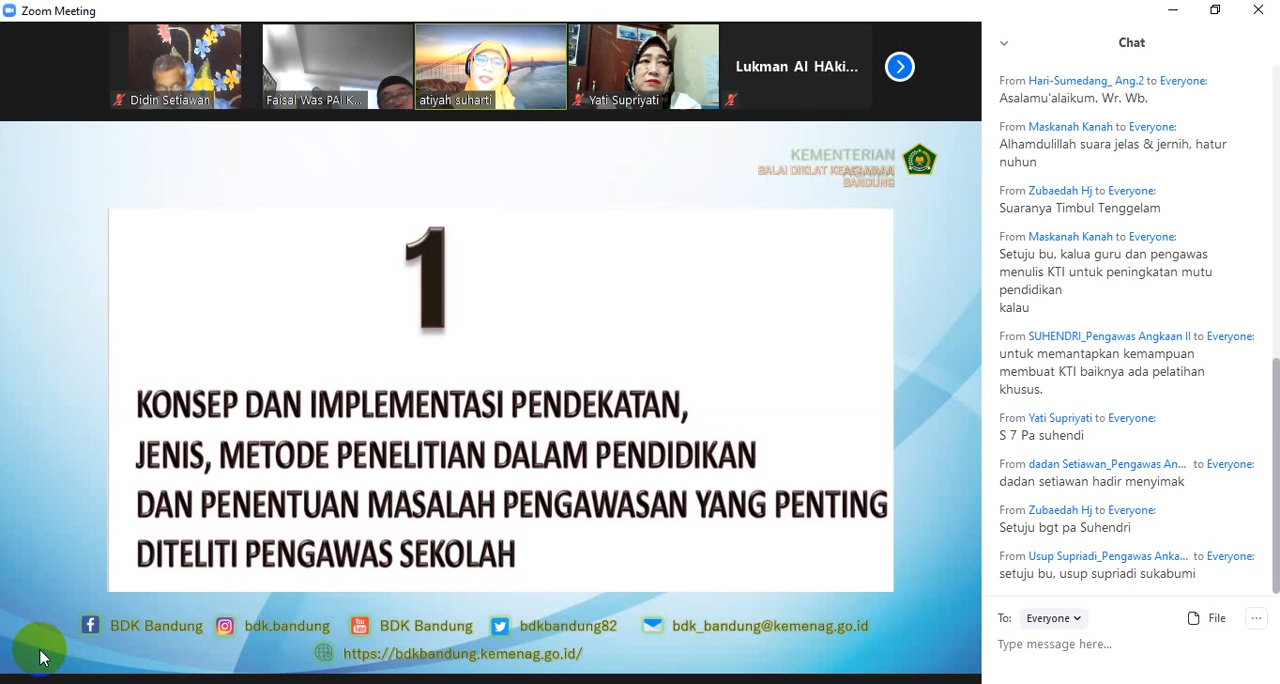 Zoom Meeting
Didin Setiawan
Faisal Was PAI K...
atiyah suharti
Yati Supriyati
Lukman Al HAki...
KEMENTERIAN
BALAI DIKLAT KEAGAMAAN
BANDUNG
1
KONSEP DAN IMPLEMENTASI PENDEKATAN,
JENIS, METODE PENELITIAN DALAM PENDIDIKAN
DAN PENENTUAN MASALAH PENGAWASAN YANG PENTING
DITELITI PENGAWAS SEKOLAH
BDK Bandung
bdk.bandung
BDK Bandung
bdkbandung82
bdk_bandung@kemenag.go.id
https://bdkbandung.kemenag.go.id/
Chat
From Hari-Sumedang_ Ang.2 to Everyone:
Asalamu'alaikum. Wr. Wb.
From Maskanah Kanah to Everyone:
Alhamdulillah suara jelas & jernih, hatur
nuhun
From Zubaedah Hj to Everyone:
Suaranya Timbul Tenggelam
From Maskanah Kanah to Everyone:
Setuju bu, kalua guru dan pengawas
menulis KTI untuk peningkatan mutu
pendidikan
kalau
From SUHENDRI_Pengawas Angkaan II to Everyone:
untuk memantapkan kemampuan
membuat KTI baiknya ada pelatihan
khusus.
From Yati Supriyati to Everyone:
S 7 Pa suhendi
From dadan Setiawan_Pengawas An... to Everyone:
dadan setiawan hadir menyimak
From Zubaedah Hj to Everyone:
Setuju bgt pa Suhendri
From Usup Supriadi_Pengawas Anka... to Everyone:
setuju bu, usup supriadi sukabumi
To: Everyone
File
Type message here...